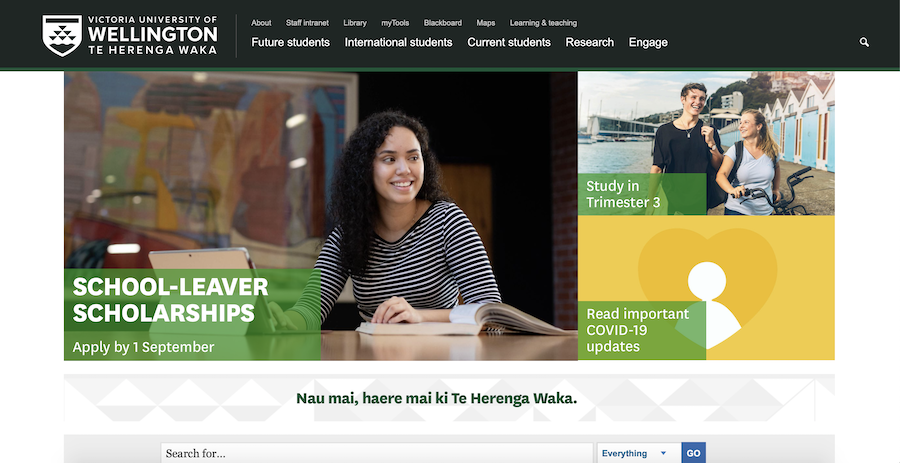 VICTORIA UNIVERSITY OF
WELLINGTON
TE HERENGA WAKA
About Staff intranet Library myTools Blackboard Maps Learning & teaching
Future students International students Current students Research Engage
SCHOOL-LEAVER
SCHOLARSHIPS
Apply by 1 September
Study in
Trimester 3
Read important
COVID-19
updates
Nau mai, haere mai ki Te Herenga Waka.
Search for... Everything GO